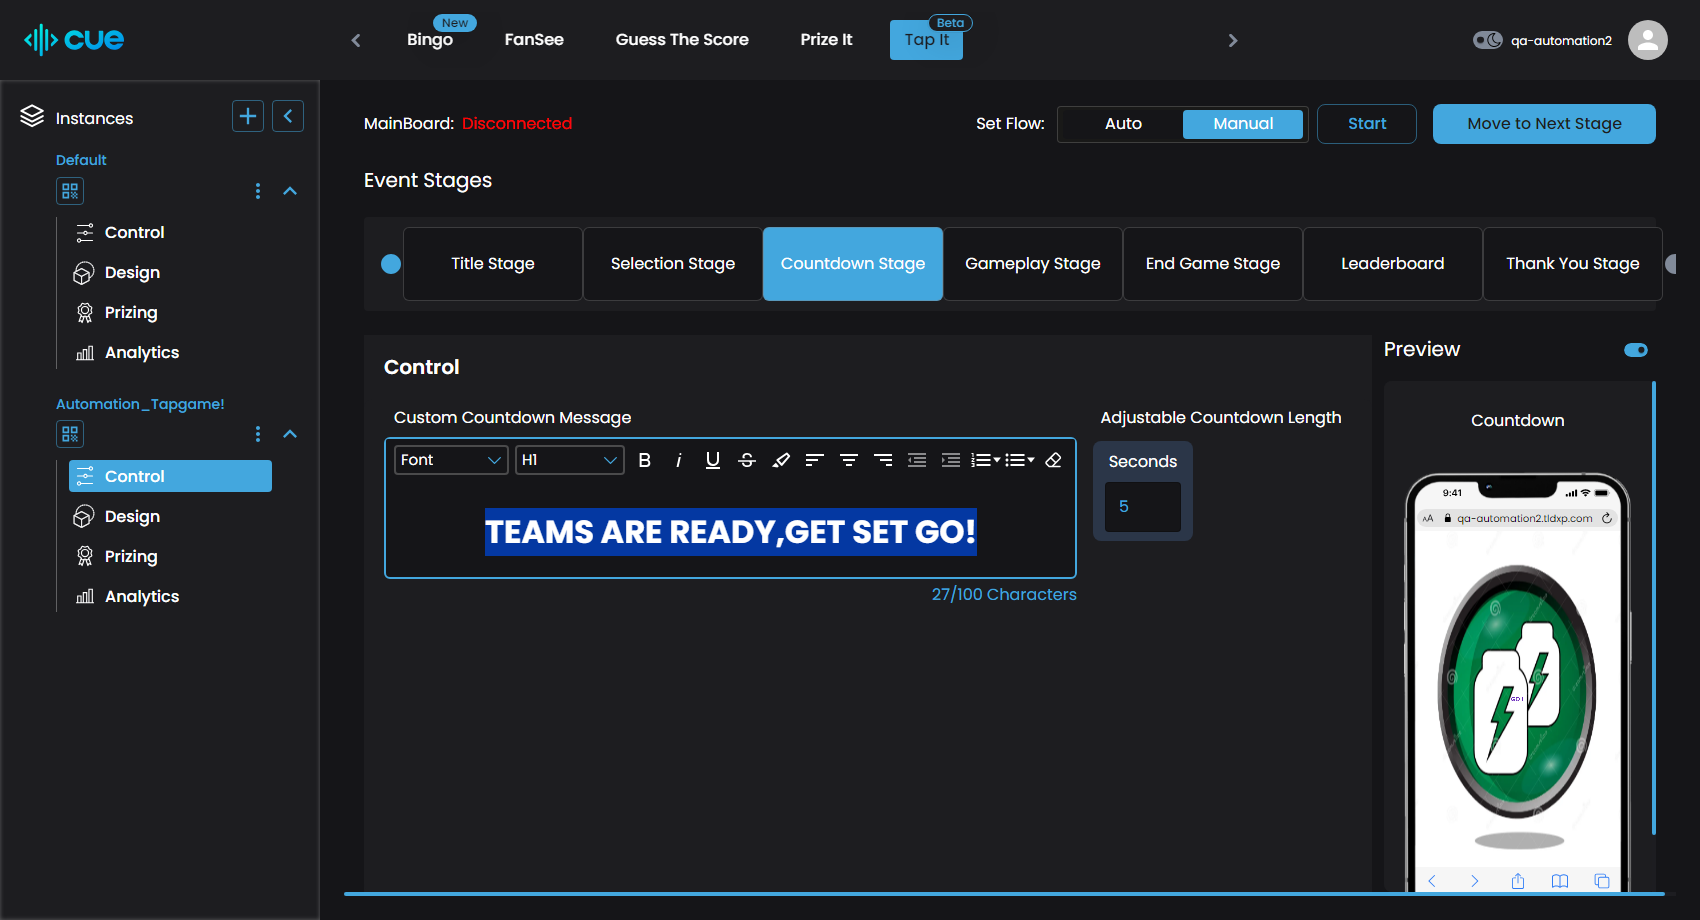 cue
Bingo
New
FanSee
Guess The Score
Prize It
Tap It
Beta
qa-automation2
Instances
Default
Control
Design
Prizing
Analytics
Automation_Tapgame!
Control
Design
Prizing
Analytics
MainBoard: Disconnected
Set Flow:
Auto
Manual
Start
Move to Next Stage
Event Stages
Title Stage
Selection Stage
Countdown Stage
Gameplay Stage
End Game Stage
Leaderboard
Thank You Stage
Control
Custom Countdown Message
Font
H1
B
i
U
S
TEAMS ARE READY,GET SET GO!
27/100 Characters
Adjustable Countdown Length
Seconds
5
Preview
Countdown
9:41
AA
qa-automation2.tldxp.com
GO!